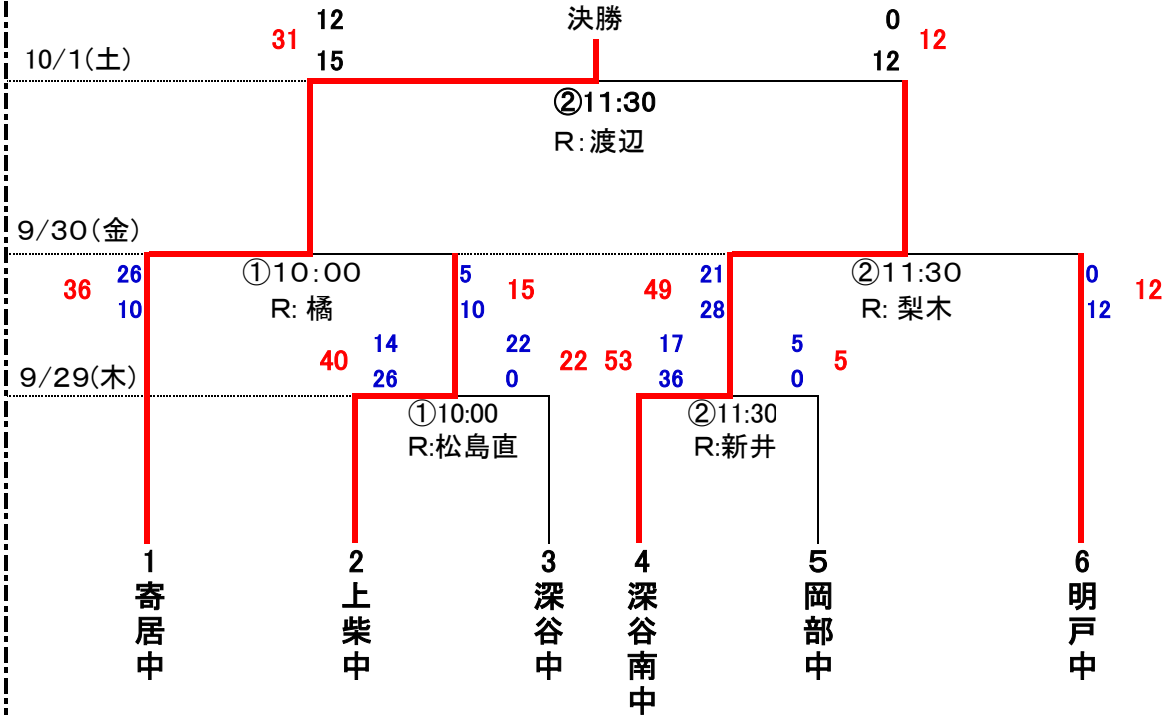 12 決勝 0
31 12
10/1(土) 15 12
②11:30
R:渡辺
9/30(金)
26 ①10:00 5 21 ②11:30 0
36 15 49 12
10 R: 橘 10 28 R: 梨木 12
14 22 17 5
40 22 53 5
9/29(木) 26 0 36 0
①10:00 ②11:30
R:松島直 R:新井
1 2 3 4 5 6
寄居中
上柴中
深谷中
深谷南中
岡部中
明戸中